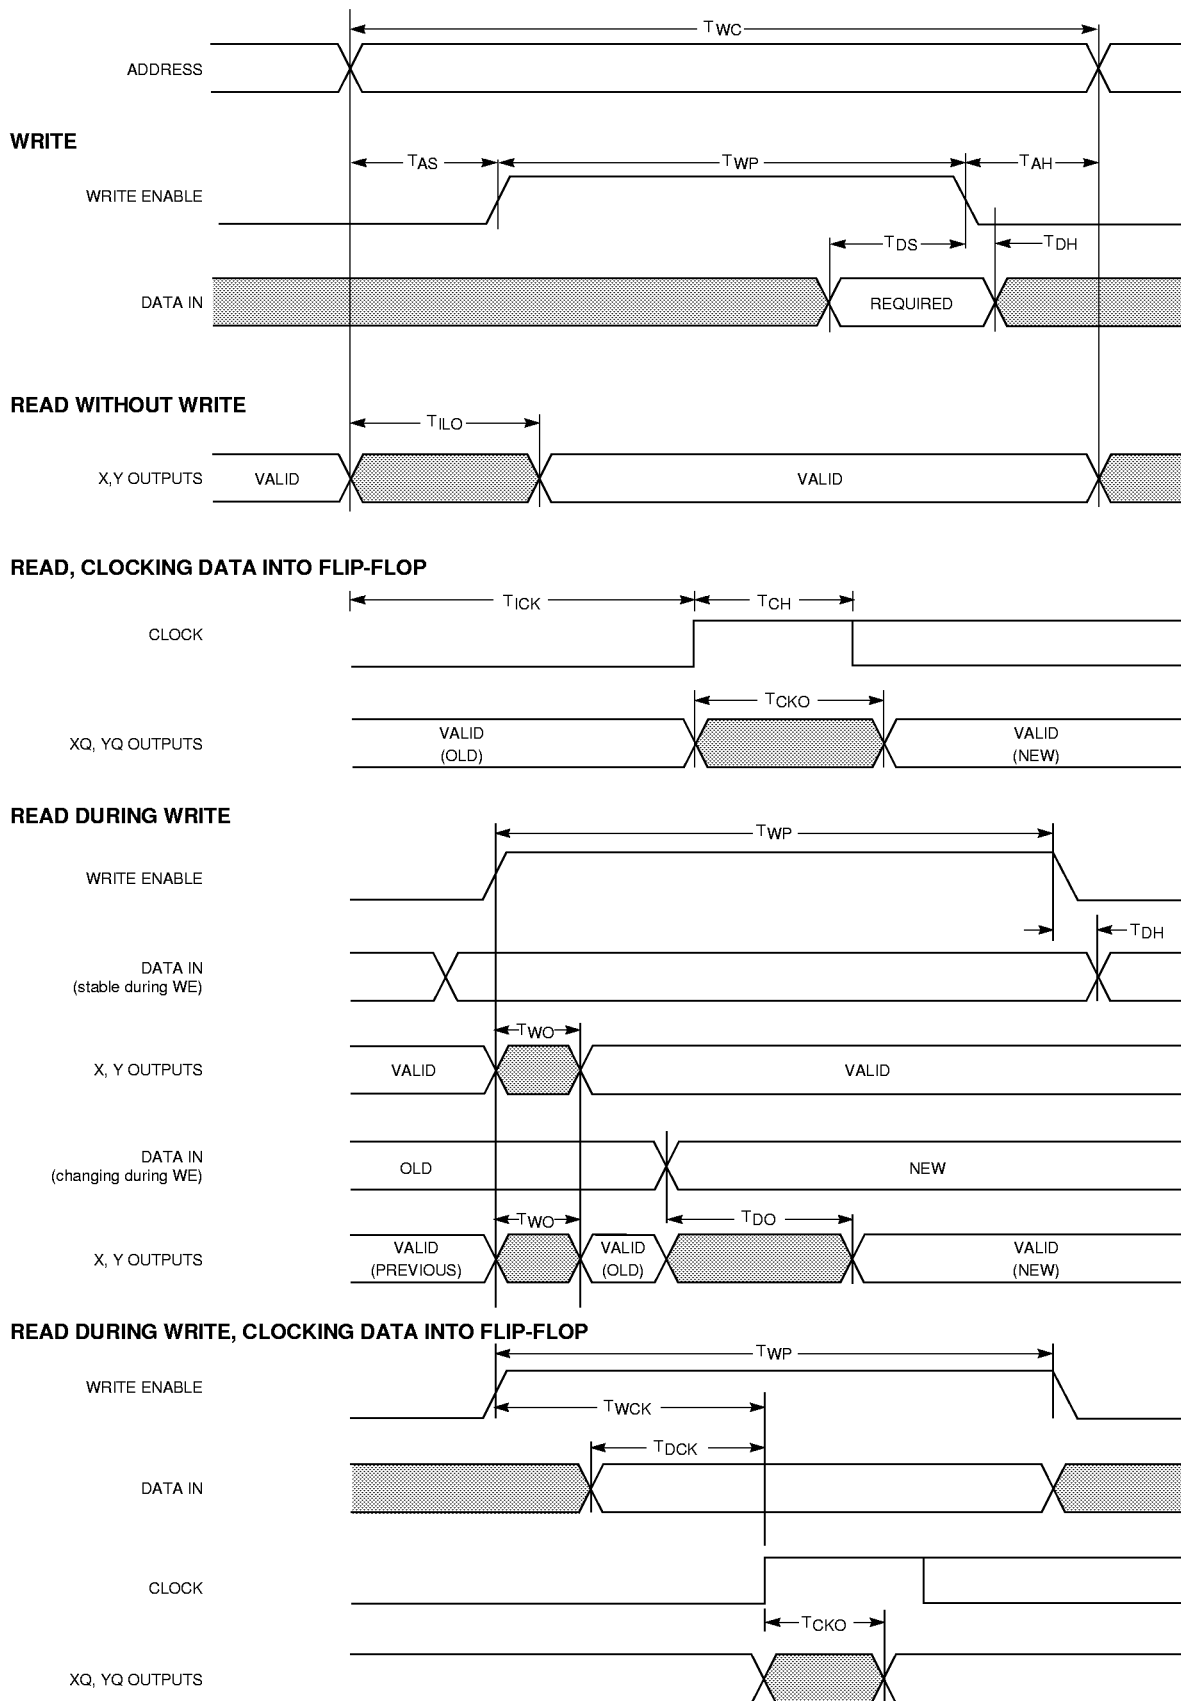 TWC
ADDRESS
WRITE
TAS TWP TAH
WRITE ENABLE
TDS TDH
DATA IN REQUIRED
READ WITHOUT WRITE
TILO
X,Y OUTPUTS VALID VALID
READ, CLOCKING DATA INTO FLIP-FLOP
TICK TCH
CLOCK
TCKO
XQ, YQ OUTPUTS VALID (OLD) VALID (NEW)
READ DURING WRITE
TWP
WRITE ENABLE
TDH
DATA IN
(stable during WE)
TWO
X, Y OUTPUTS VALID VALID
DATA IN
(changing during WE) OLD NEW
TWO TDO
X, Y OUTPUTS VALID (PREVIOUS) VALID (OLD) VALID (NEW)
READ DURING WRITE, CLOCKING DATA INTO FLIP-FLOP
TWP
WRITE ENABLE
TWCK
TDCK
DATA IN
CLOCK
TCKO
XQ, YQ OUTPUTS